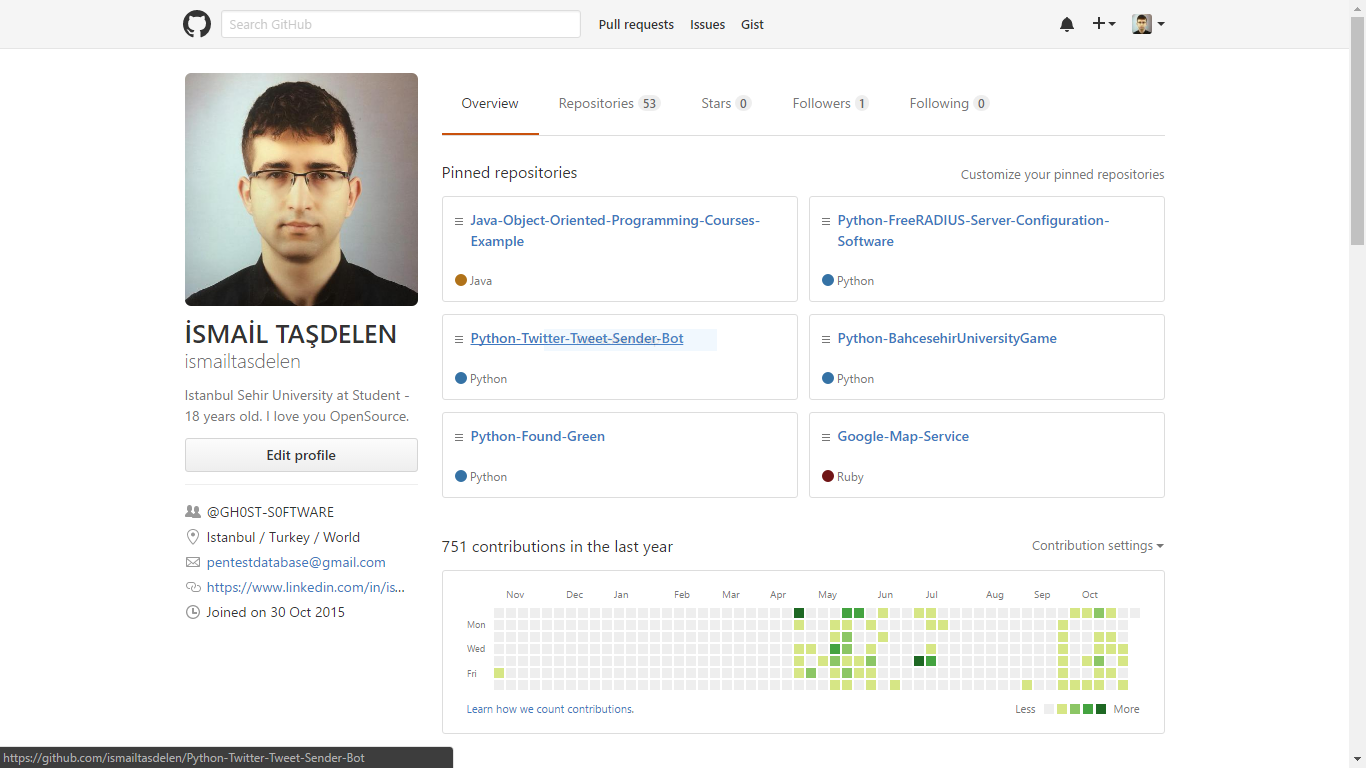 Search GitHub
Pull requests
Issues
Gist
İSMAİL TAŞDELEN
ismailtasdelen
Istanbul Sehir University at Student -
18 years old. I love you OpenSource.
Edit profile
@GH0ST-S0FTWARE
Istanbul / Turkey / World
pentestdatabase@gmail.com
https://www.linkedin.com/in/is...
Joined on 30 Oct 2015
Overview
Repositories 53
Stars 0
Followers 1
Following 0
Pinned repositories
Customize your pinned repositories
Java-Object-Oriented-Programming-Courses-
Example
Java
Python-FreeRADIUS-Server-Configuration-
Software
Python
Python-Twitter-Tweet-Sender-Bot
Python
Python-BahcesehirUniversityGame
Python
Python-Found-Green
Python
Google-Map-Service
Ruby
751 contributions in the last year
Contribution settings
Nov Dec Jan Feb Mar Apr May Jun Jul Aug Sep Oct
Mon
Wed
Fri
Learn how we count contributions.
Less
More
https://github.com/ismailtasdelen/Python-Twitter-Tweet-Sender-Bot